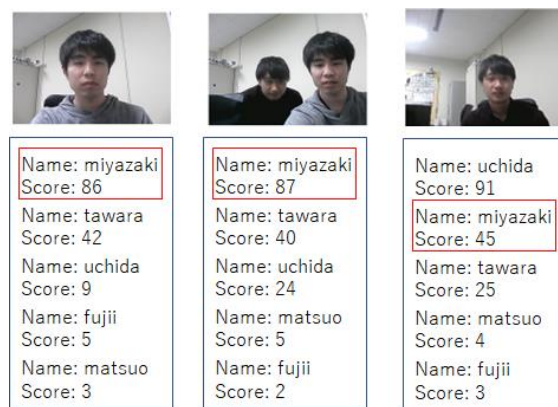 Name: miyazaki
Score: 86
Name: tawara
Score: 42
Name: uchida
Score: 9
Name: fujii
Score: 5
Name: matsuo
Score: 3
Name: miyazaki
Score: 87
Name: tawara
Score: 40
Name: uchida
Score: 24
Name: matsuo
Score: 5
Name: fujii
Score: 2
Name: uchida
Score: 91
Name: miyazaki
Score: 45
Name: tawara
Score: 25
Name: matsuo
Score: 4
Name: fujii
Score: 3